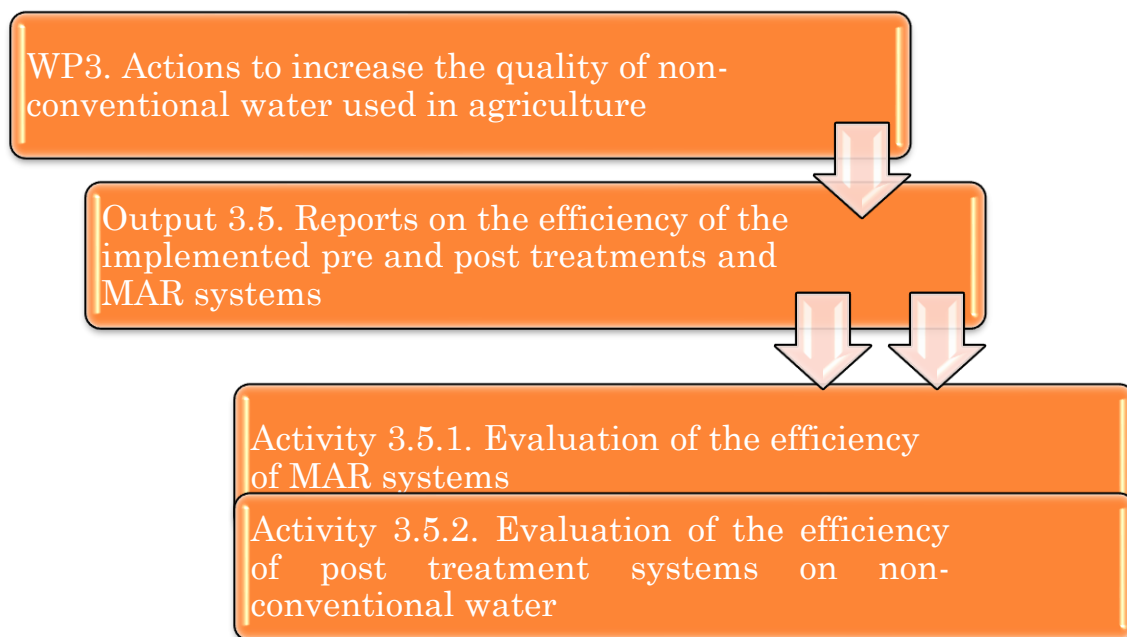 WP3. Actions to increase the quality of non-
conventional water used in agriculture
Output 3.5. Reports on the efficiency of the
implemented pre and post treatments and
MAR systems
Activity 3.5.1. Evaluation of the efficiency
of MAR systems
Activity 3.5.2. Evaluation of the efficiency
of post treatment systems on non-
conventional water